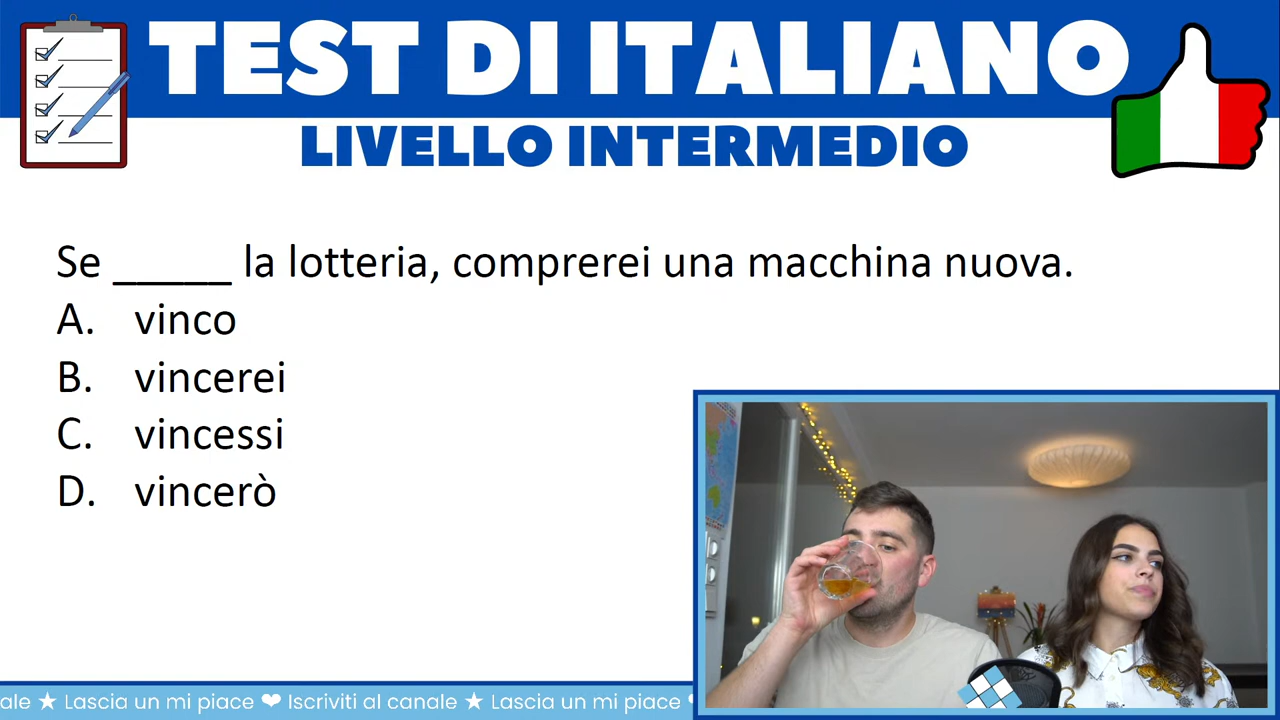 TEST DI ITALIANO
LIVELLO INTERMEDIO
Se _____ la lotteria, comprerei una macchina nuova.
A. vinco
B. vincerei
C. vincessi
D. vincerò
ale ★ Lascia un mi piace ❤ Iscriviti al canale ★ Lascia un mi piace